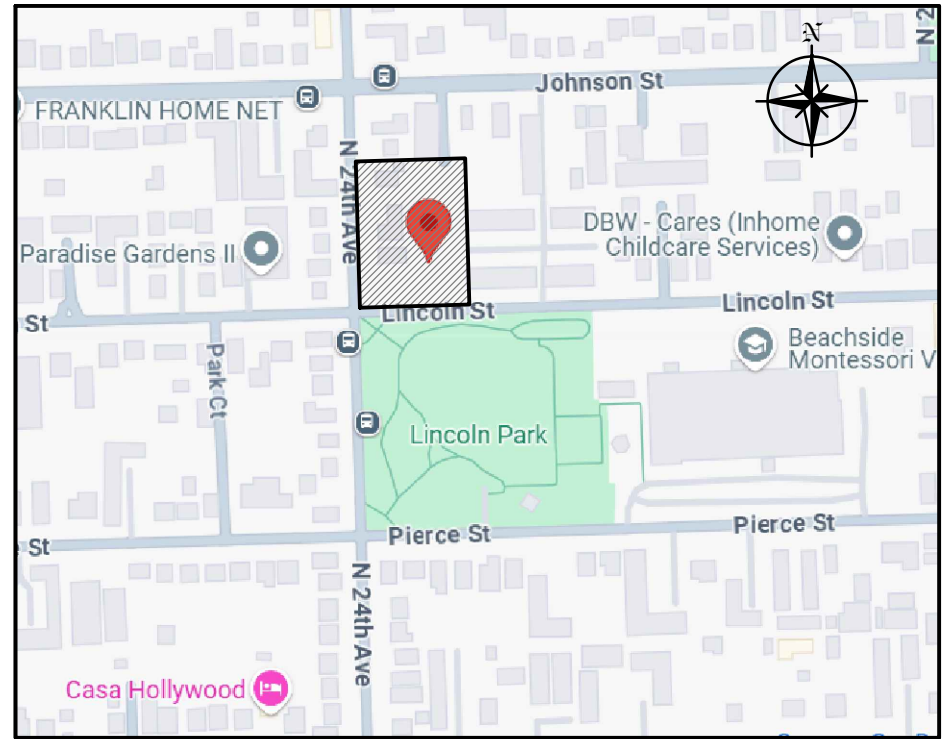 N 2
N
Johnson St
FRANKLIN HOME NET
N 24th Ave
DBW - Cares (Inhome
Childcare Services)
Paradise Gardens II
Lincoln St
Lincoln St
St
Beachside
Montessori V
Park Ct
Lincoln Park
Pierce St
Pierce St
St
N 24th Ave
Casa Hollywood